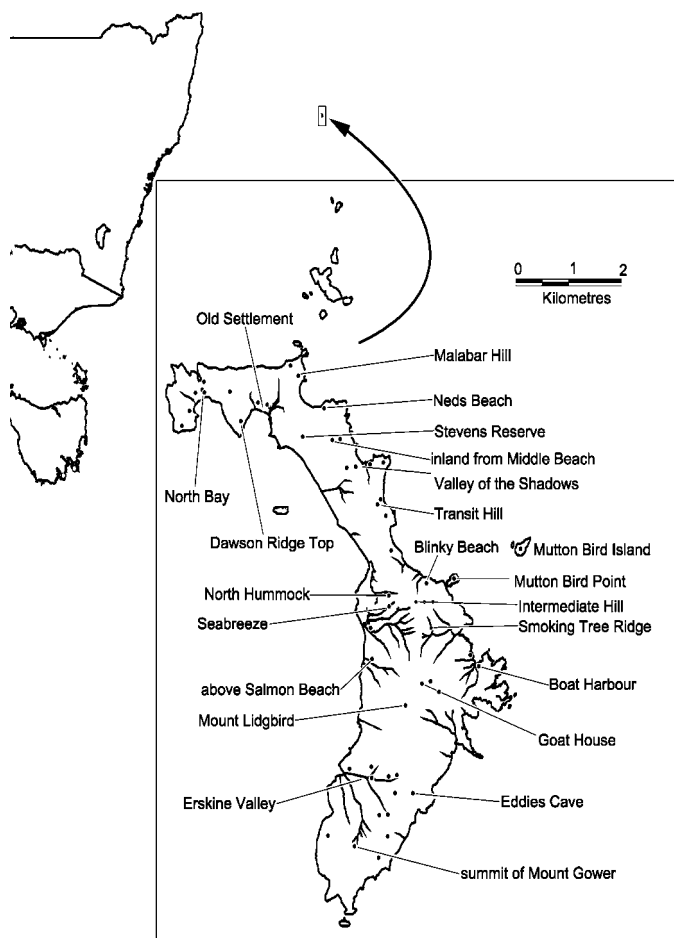 0 1 2
Kilometres
Old Settlement
Malabar Hill
Neds Beach
Stevens Reserve
inland from Middle Beach
Valley of the Shadows
North Bay
Transit Hill
Dawson Ridge Top
Blinky Beach
Mutton Bird Island
Mutton Bird Point
North Hummock
Intermediate Hill
Seabreeze
Smoking Tree Ridge
above Salmon Beach
Boat Harbour
Mount Lidgbird
Goat House
Erskine Valley
Eddies Cave
summit of Mount Gower